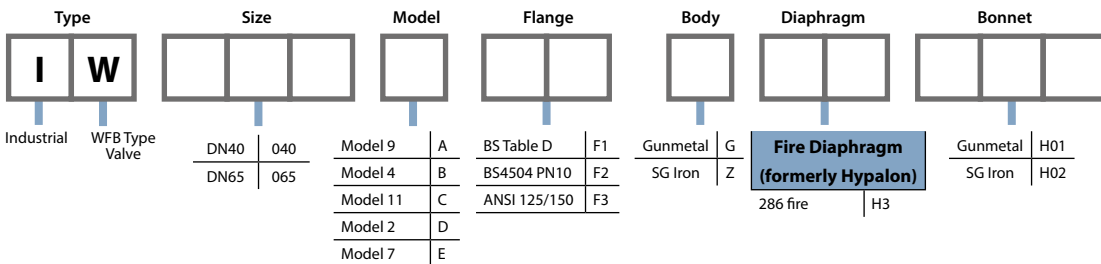 Type Size Model Flange Body Diaphragm Bonnet
I W
Industrial WFB Type
Valve
DN40 040
DN65 065
Model 9 A
Model 4 B
Model 11 C
Model 2 D
Model 7 E
BS Table D F1
BS4504 PN10 F2
ANSI 125/150 F3
Gunmetal G
SG Iron Z
Fire Diaphragm
(formerly Hypalon)
286 fire H3
Gunmetal H01
SG Iron H02